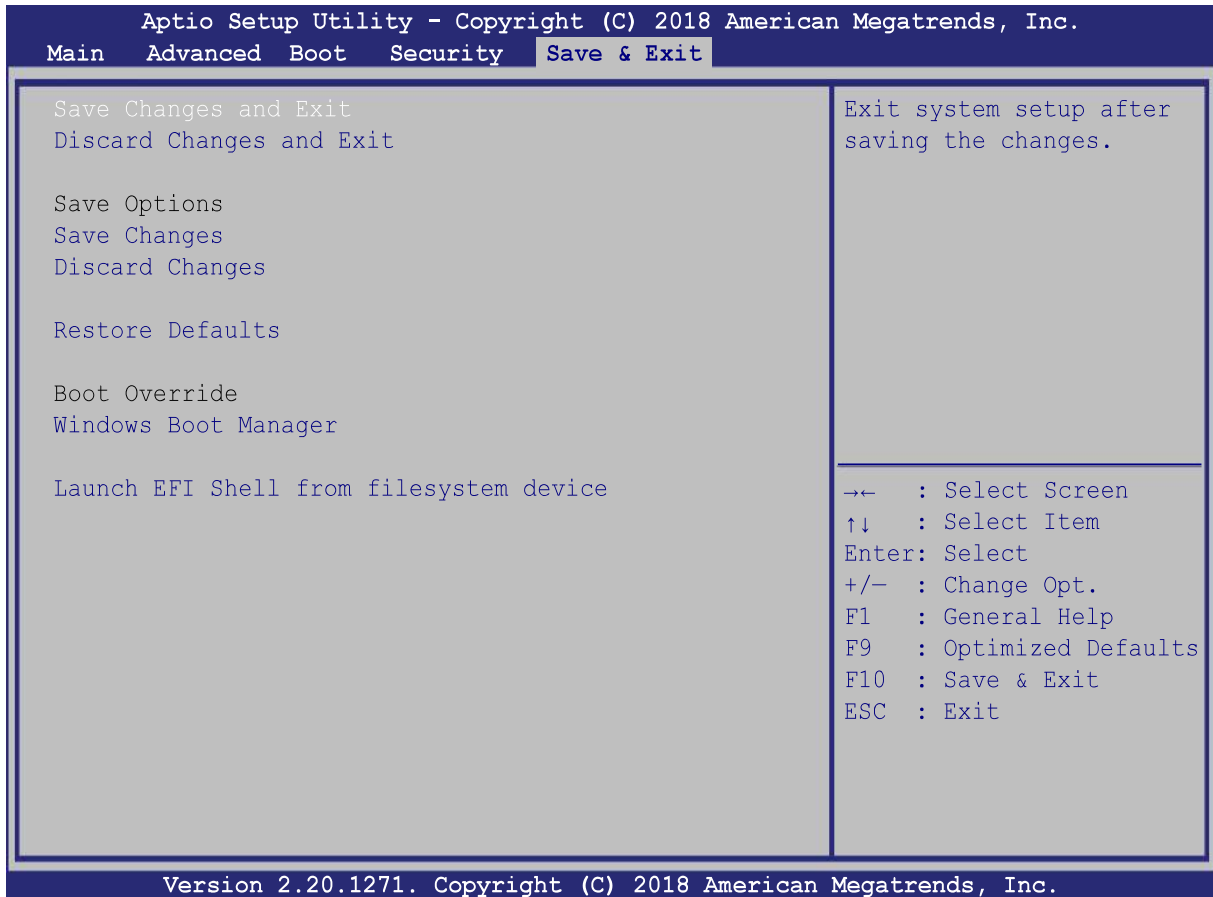 Aptio Setup Utility - Copyright (C) 2018 American Megatrends, Inc.
Main Advanced Boot Security Save & Exit
Save Changes and Exit
Discard Changes and Exit
Save Options
Save Changes
Discard Changes
Restore Defaults
Boot Override
Windows Boot Manager
Launch EFI Shell from filesystem device
Exit system setup after
saving the changes.
→← : Select Screen
↑↓ : Select Item
Enter: Select
+/— : Change Opt.
F1 : General Help
F9 : Optimized Defaults
F10 : Save & Exit
ESC : Exit
Version 2.20.1271. Copyright (C) 2018 American Megatrends, Inc.